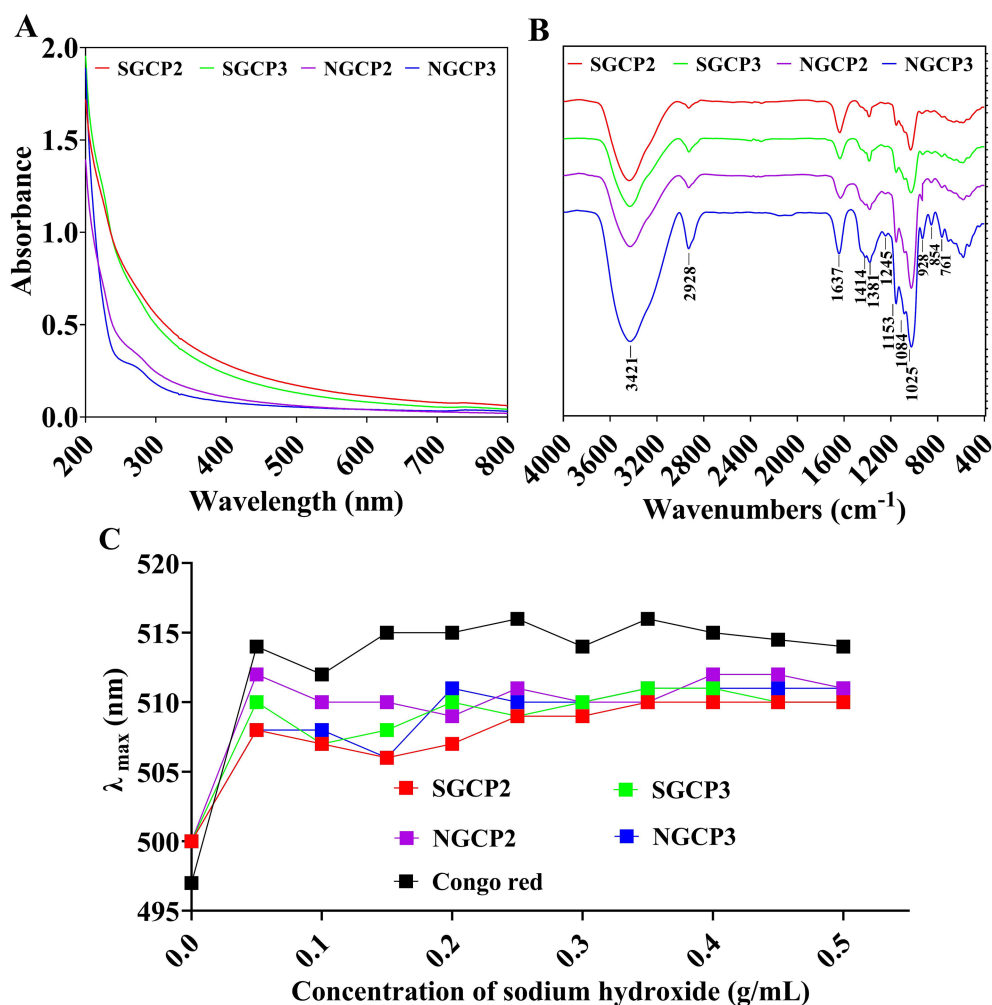 A
2.0
1.5
1.0
0.5
0.0
Absorbance
SGCP2 SGCP3 NGCP2 NGCP3
200 300 400 500 600 700 800
Wavelength (nm)
B
SGCP2 SGCP3 NGCP2 NGCP3
3421
2928
1637
1414
1381
1245
1153
1084
1025
928
854
761
4000 3600 3200 2800 2400 2000 1600 1200 800 400
Wavenumbers (cm⁻¹)
C
520
515
510
505
500
495
λ max (nm)
SGCP2 SGCP3
NGCP2 NGCP3
Congo red
0.0 0.1 0.2 0.3 0.4 0.5
Concentration of sodium hydroxide (g/mL)